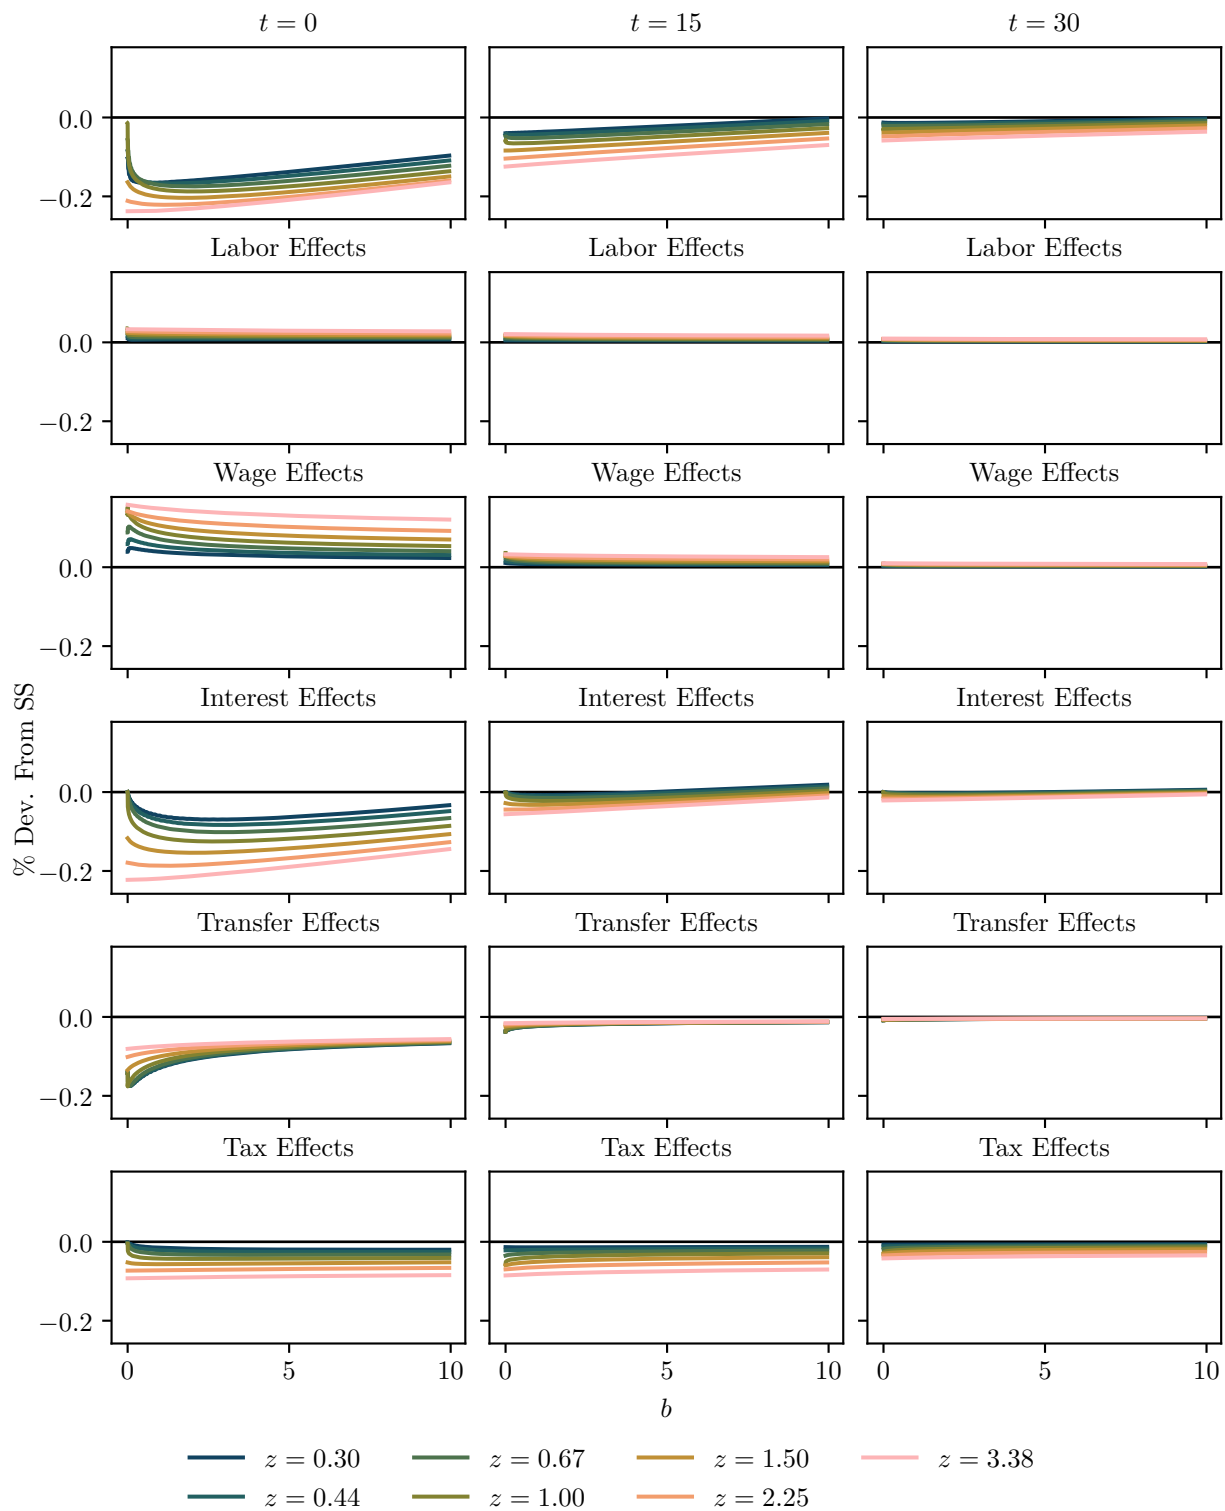 t = 0 t = 15 t = 30
0.0
−0.2
Labor Effects Labor Effects Labor Effects
0.0
−0.2
Wage Effects Wage Effects Wage Effects
0.0
−0.2
Interest Effects Interest Effects Interest Effects
0.0
−0.2
% Dev. From SS
Transfer Effects Transfer Effects Transfer Effects
0.0
−0.2
Tax Effects Tax Effects Tax Effects
0.0
−0.2
0 5 10 0 5 10 0 5 10
b
z = 0.30 z = 0.67 z = 1.50 z = 3.38
z = 0.44 z = 1.00 z = 2.25